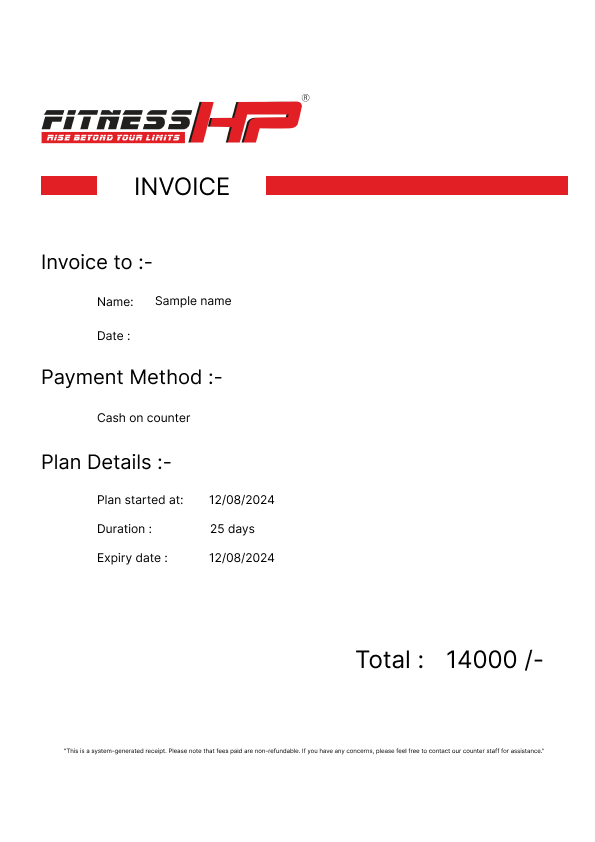 FITNESS HP ®
RISE BEYOND YOUR LIMITS
INVOICE
Invoice to :-
Name: Sample name
Date :
Payment Method :-
Cash on counter
Plan Details :-
Plan started at: 12/08/2024
Duration : 25 days
Expiry date : 12/08/2024
Total : 14000 /-
"This is a system-generated receipt. Please note that fees paid are non-refundable. If you have any concerns, please feel free to contact our counter staff for assistance."